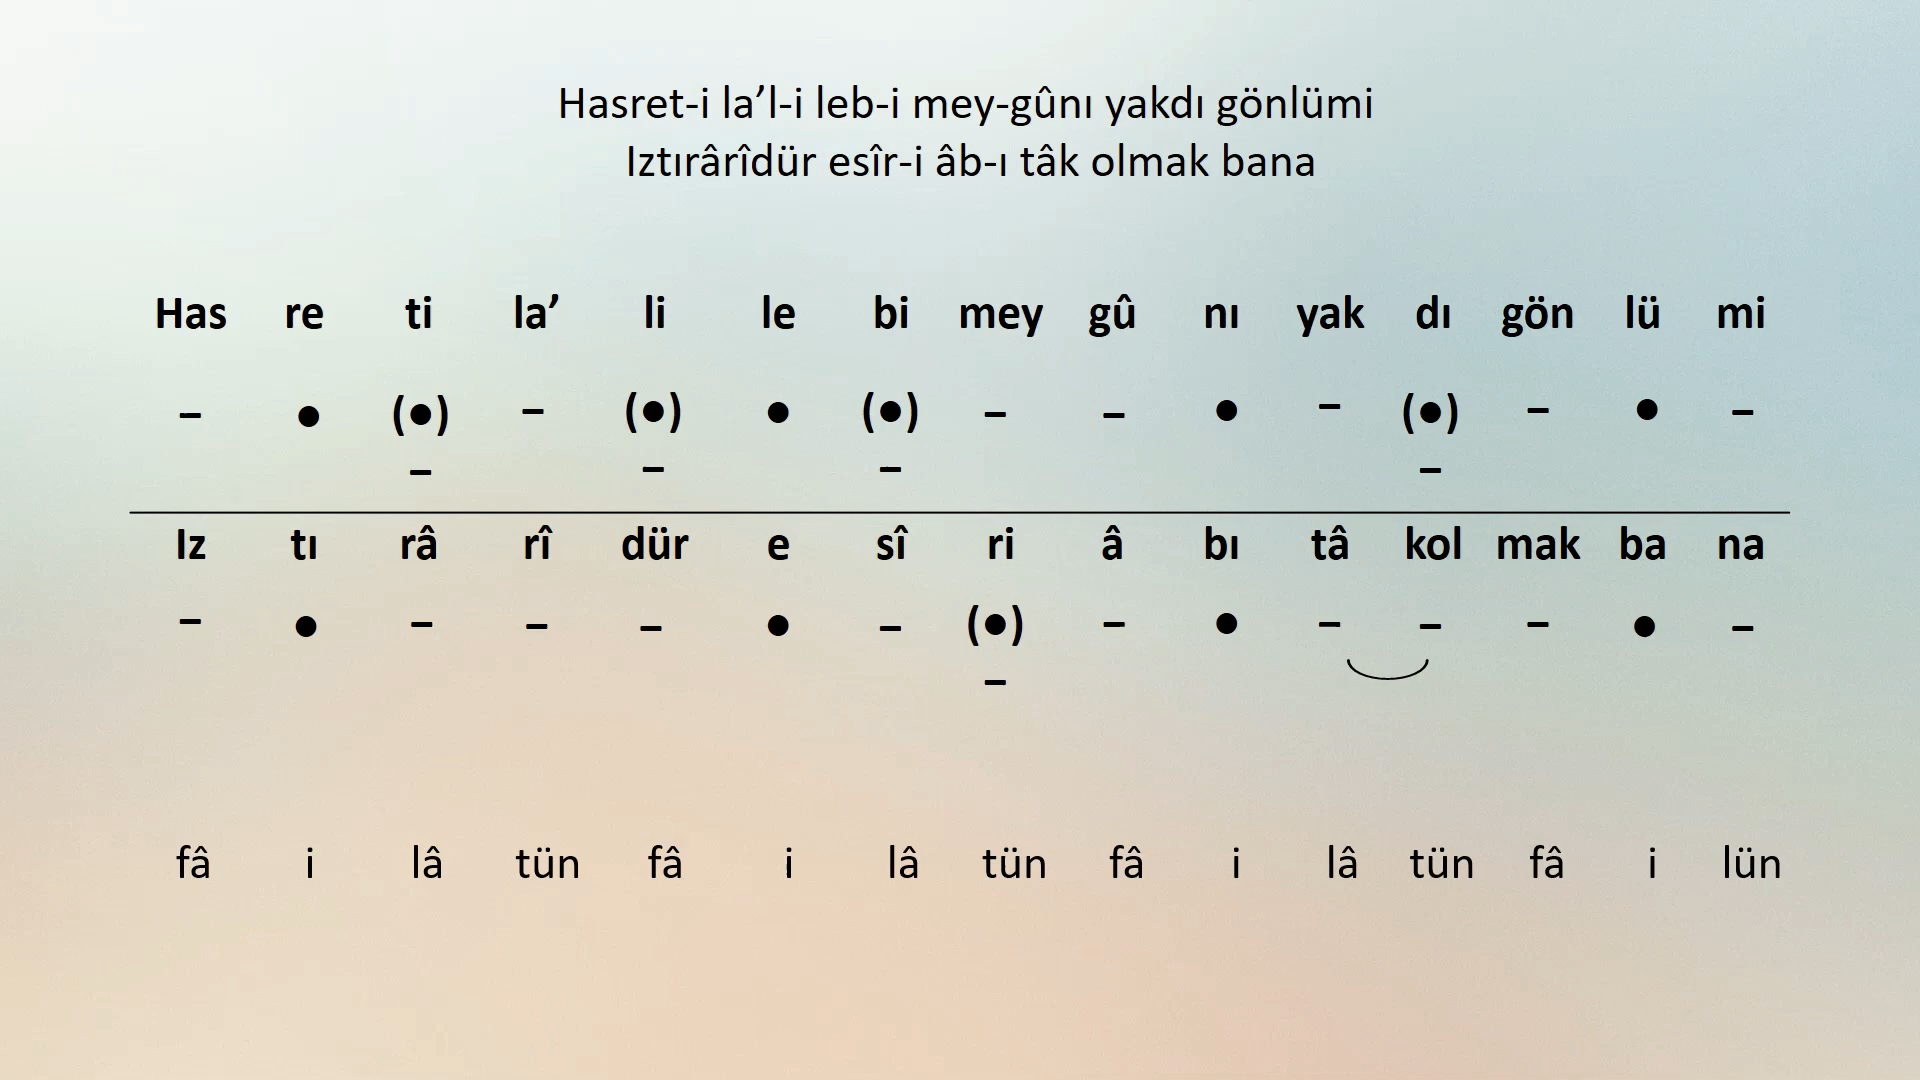 Hasret-i la’l-i leb-i mey-gûnı yakdı gönlümi
Iztırârîdür esîr-i âb-ı tâk olmak bana
Has re ti la’ li le bi mey gû nı yak dı gön lü mi
– ● (●) – (●) ● (●) – – ● – (●) – ● –
– – – –
Iz tı râ rî dür e sî ri â bı tâ kol mak ba na
– ● – – – ● – (●) – ● – – – ● –
–
fâ i lâ tün fâ i lâ tün fâ i lâ tün fâ i lün